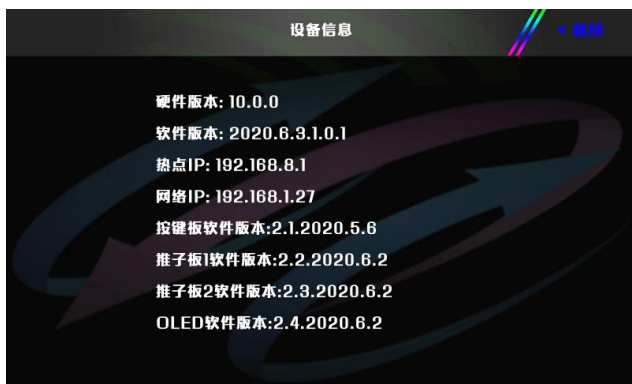 设备信息
返回
硬件版本: 10.0.0
软件版本: 2020.6.3.1.0.1
热点IP: 192.168.8.1
网络IP: 192.168.1.27
按键板软件版本:2.1.2020.5.6
推子板1软件版本:2.2.2020.6.2
推子板2软件版本:2.3.2020.6.2
OLED软件版本:2.4.2020.6.2